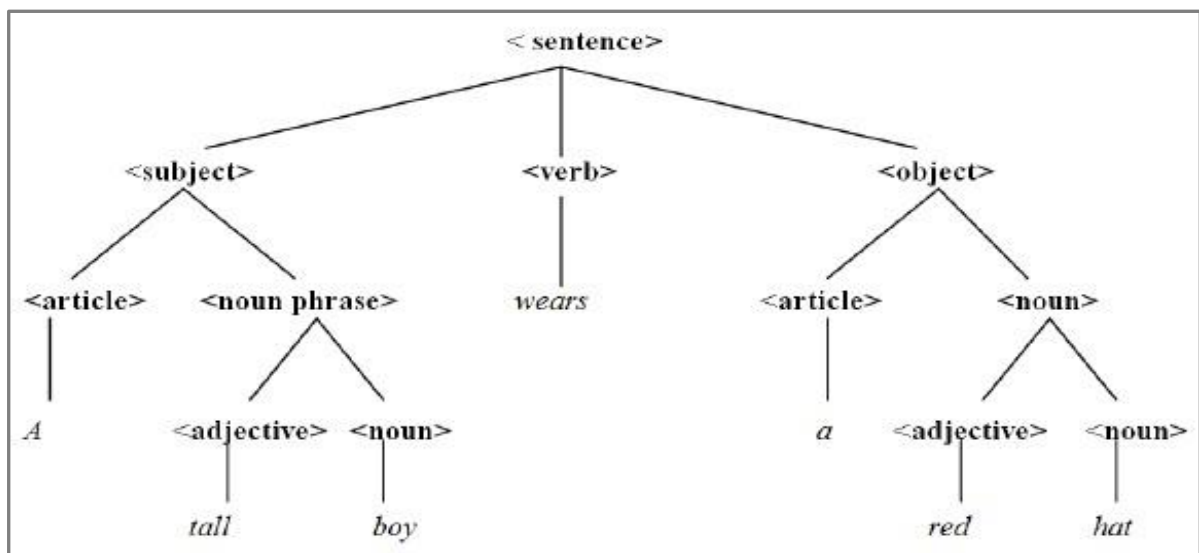 < sentence>
<subject> <verb> <object>
<article> <noun phrase> wears <article> <noun>
A <adjective> <noun> a <adjective> <noun>
tall boy red hat